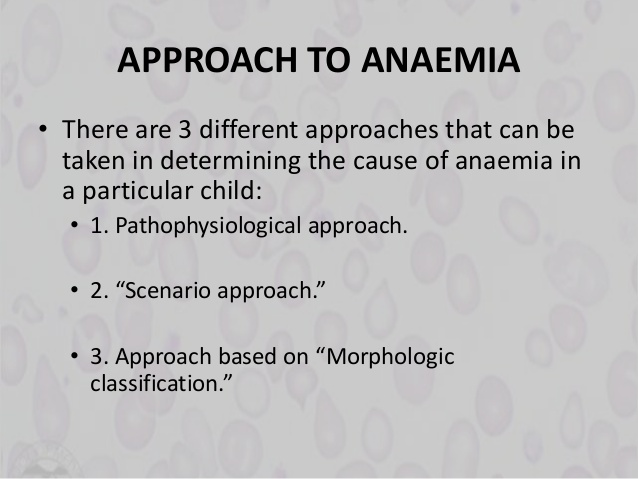 APPROACH TO ANAEMIA
• There are 3 different approaches that can be
taken in determining the cause of anaemia in
a particular child:
• 1. Pathophysiological approach.
• 2. “Scenario approach.”
• 3. Approach based on “Morphologic
classification.”